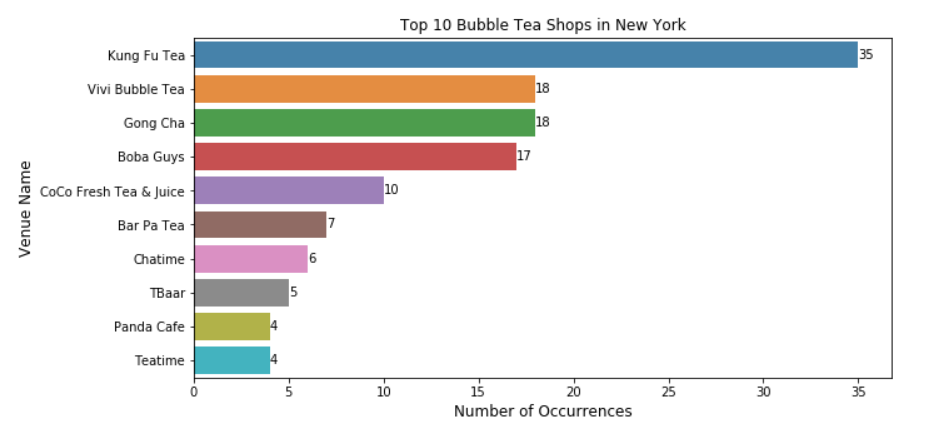 Top 10 Bubble Tea Shops in New York
Venue Name
Kung Fu Tea 35
Vivi Bubble Tea 18
Gong Cha 18
Boba Guys 17
CoCo Fresh Tea & Juice 10
Bar Pa Tea 7
Chatime 6
TBaar 5
Panda Cafe 4
Teatime 4
0 5 10 15 20 25 30 35
Number of Occurrences